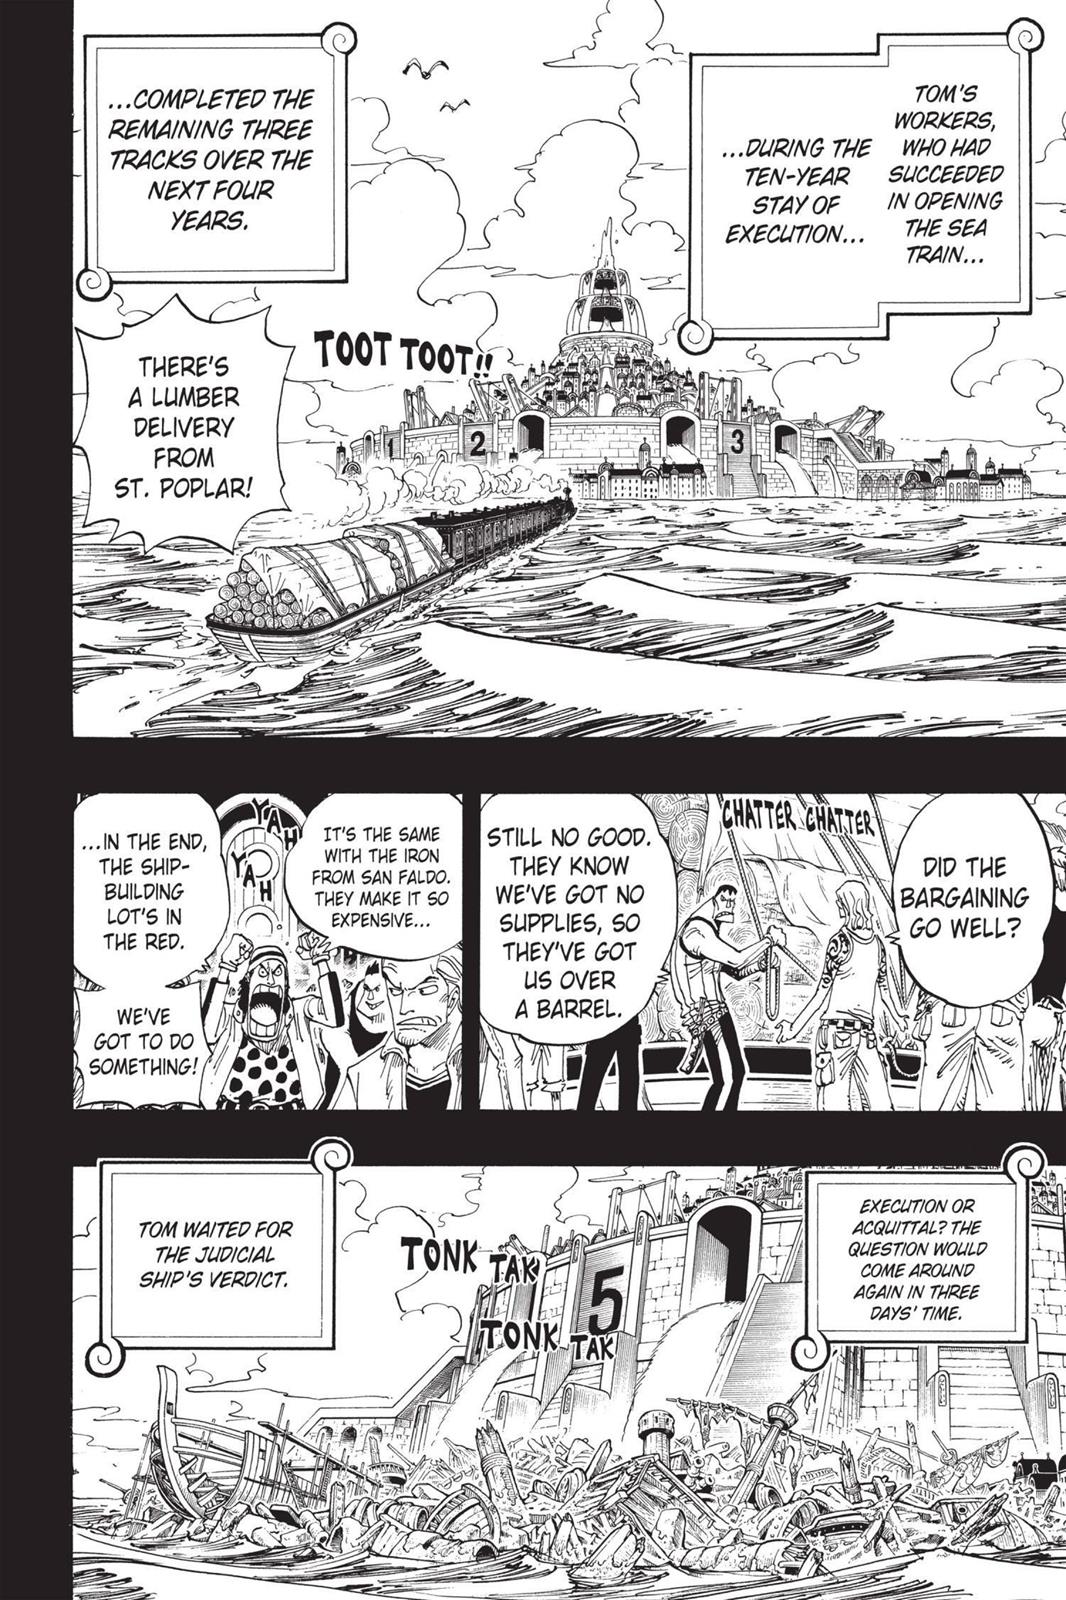 TOM'S
WORKERS,
WHO HAD
SUCCEEDED
IN OPENING
THE SEA
TRAIN...
...DURING THE
TEN-YEAR
STAY OF
EXECUTION...
...COMPLETED THE
REMAINING THREE
TRACKS OVER THE
NEXT FOUR
YEARS.
TOOT TOOT!!
THERE'S
A LUMBER
DELIVERY
FROM
ST. POPLAR!
1
2
3
DID THE
BARGAINING
GO WELL?
CHATTER CHATTER
STILL NO GOOD.
THEY KNOW
WE'VE GOT NO
SUPPLIES, SO
THEY'VE GOT
US OVER
A BARREL.
IT'S THE SAME
WITH THE IRON
FROM SAN FALDO.
THEY MAKE IT SO
EXPENSIVE...
YAH
YAH
...IN THE END,
THE SHIP-
BUILDING
LOT'S IN
THE RED.
WE'VE
GOT TO DO
SOMETHING!
EXECUTION OR
ACQUITTAL? THE
QUESTION WOULD
COME AROUND
AGAIN IN THREE
DAYS' TIME.
TOM WAITED FOR
THE JUDICIAL
SHIP'S VERDICT.
TONK TAK
5
TONK TAK